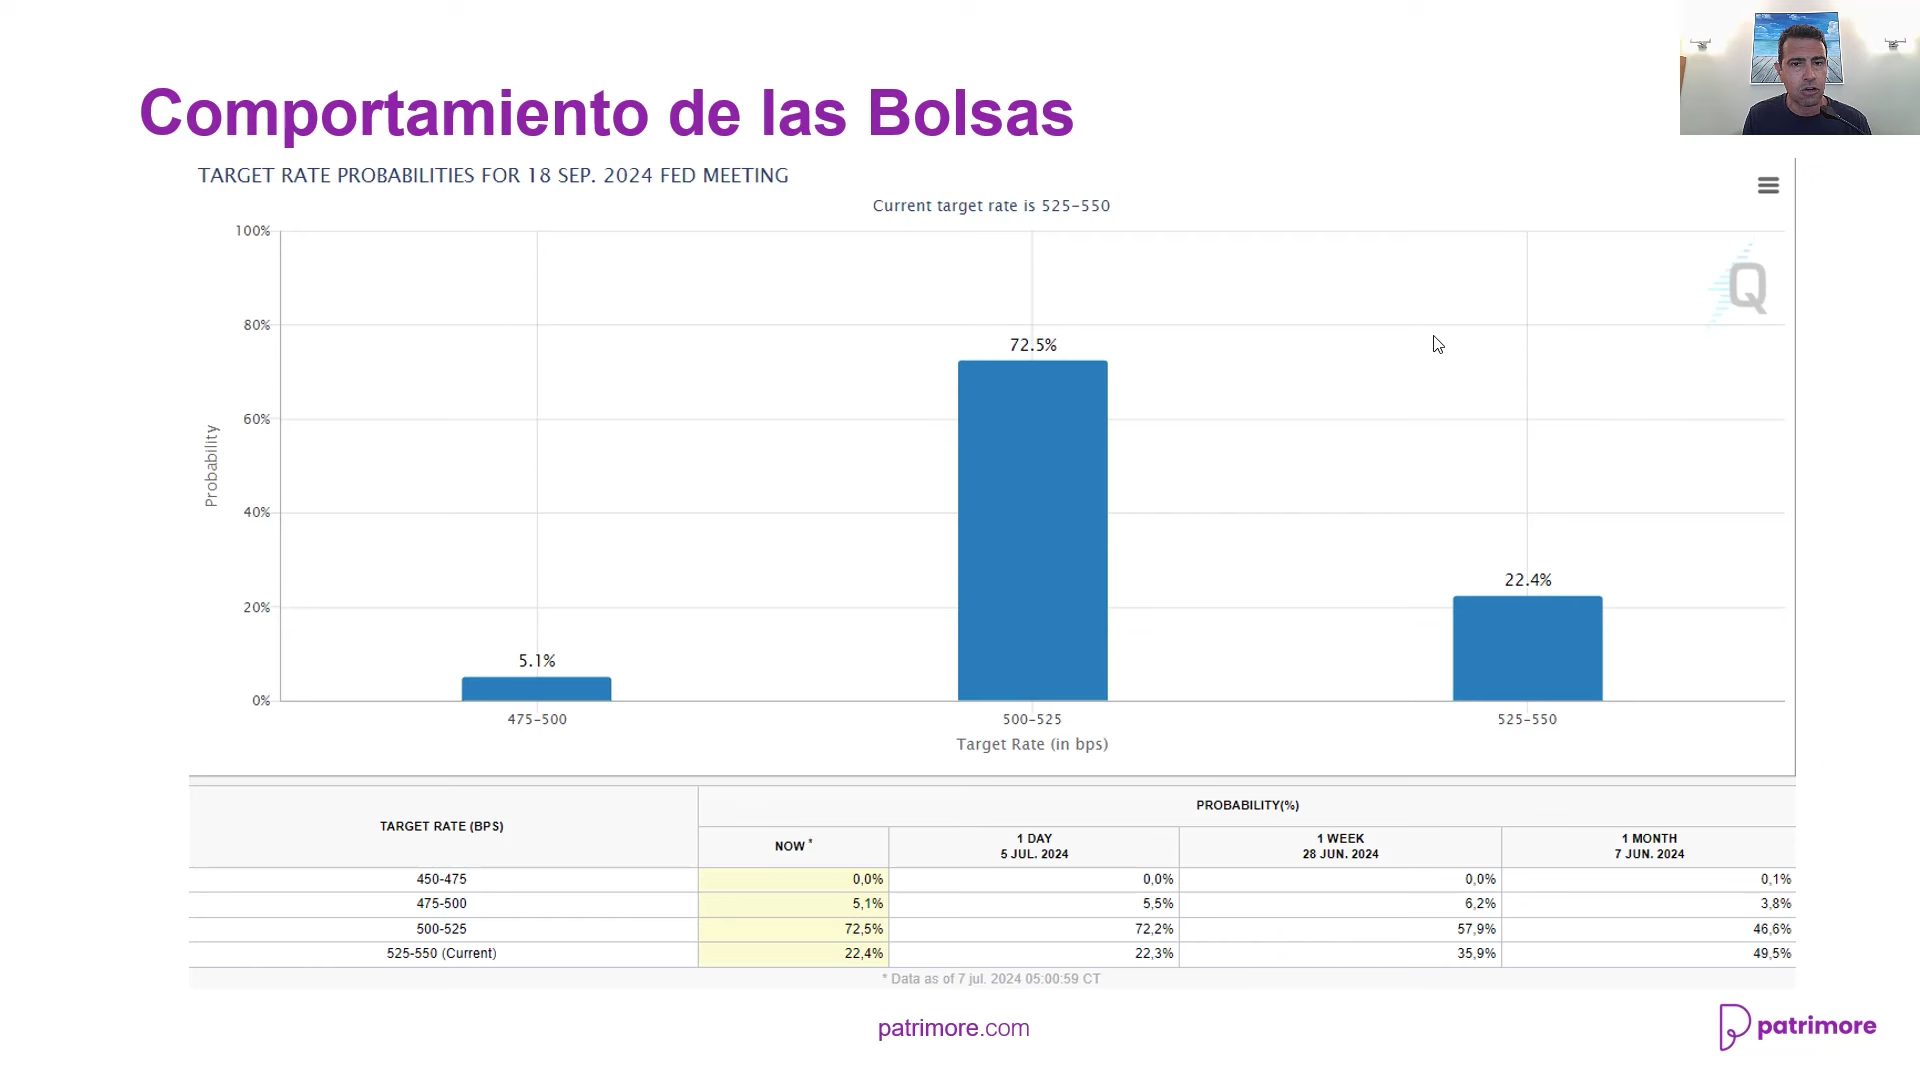 Comportamiento de las Bolsas
TARGET RATE PROBABILITIES FOR 18 SEP. 2024 FED MEETING
Current target rate is 525-550
100%
80%
60%
40%
20%
0%
Probability
Q
5.1%
72.5%
22.4%
475-500
500-525
525-550
Target Rate (in bps)
TARGET RATE (BPS)
PROBABILITY(%)
NOW *
1 DAY
5 JUL. 2024
1 WEEK
28 JUN. 2024
1 MONTH
7 JUN. 2024
450-475 0,0% 0,0% 0,0% 0,1%
475-500 5,1% 5,5% 6,2% 3,8%
500-525 72,5% 72,2% 57,9% 46,6%
525-550 (Current) 22,4% 22,3% 35,9% 49,5%
* Data as of 7 jul. 2024 05:00:59 CT
patrimore.com
patrimore